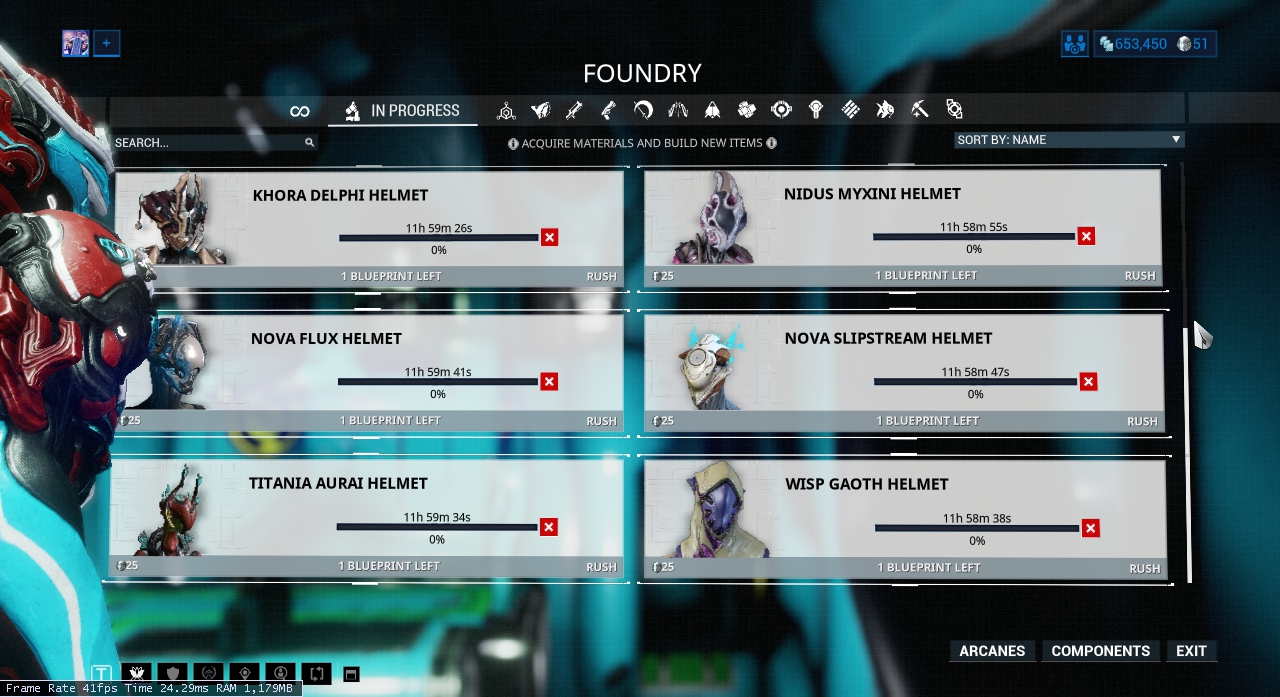 +
653,450 51
FOUNDRY
IN PROGRESS
SEARCH...
ACQUIRE MATERIALS AND BUILD NEW ITEMS
SORT BY: NAME
KHORA DELPHI HELMET
11h 59m 26s
0%
1 BLUEPRINT LEFT
RUSH
NIDUS MYXINI HELMET
11h 58m 55s
0%
25
1 BLUEPRINT LEFT
RUSH
NOVA FLUX HELMET
11h 59m 41s
0%
25
1 BLUEPRINT LEFT
RUSH
NOVA SLIPSTREAM HELMET
11h 58m 47s
0%
25
1 BLUEPRINT LEFT
RUSH
TITANIA AURAI HELMET
11h 59m 34s
0%
25
1 BLUEPRINT LEFT
RUSH
WISP GAOTH HELMET
11h 58m 38s
0%
25
1 BLUEPRINT LEFT
RUSH
ARCANES COMPONENTS EXIT
T
Frame Rate 41fps Time 24.29ms RAM 1,179MB